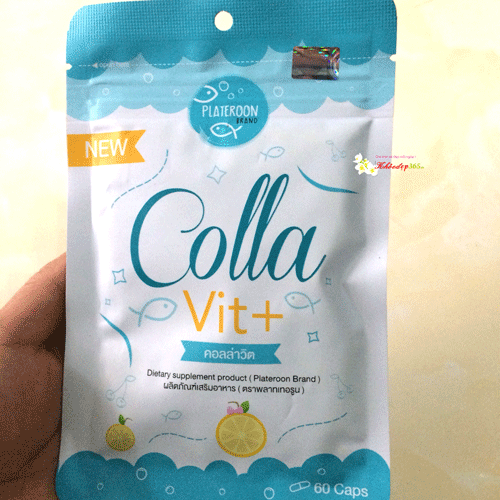 open here
PLATEROON
BRAND
NEW
Colla
Vit+
คอลล่าวิต
Dietary supplement product ( Plateroon Brand )
ผลิตภัณฑ์เสริมอาหาร ( ตราพลาทเทอรูน )
60 Caps